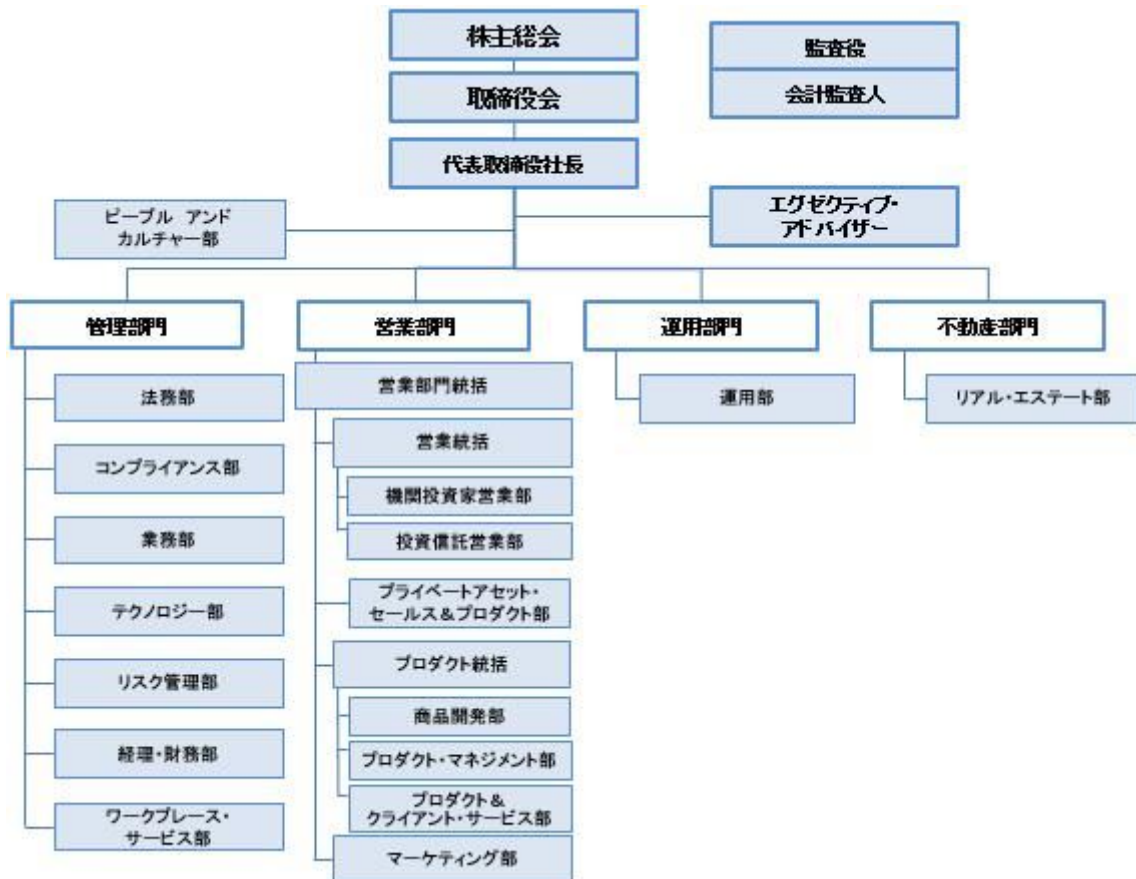 株主総会
監査役
取締役会
会計監査人
代表取締役社長
ピープル アンド
カルチャー部
エグゼクティブ・
アドバイザー
管理部門
営業部門
運用部門
不動産部門
法務部
コンプライアンス部
業務部
テクノロジー部
リスク管理部
経理・財務部
ワークプレース・
サービス部
営業部門統括
営業統括
機関投資家営業部
投資信託営業部
プライベートアセット・
セールス&プロダクト部
プロダクト統括
商品開発部
プロダクト・マネジメント部
プロダクト&
クライアント・サービス部
マーケティング部
運用部
リアル・エステート部